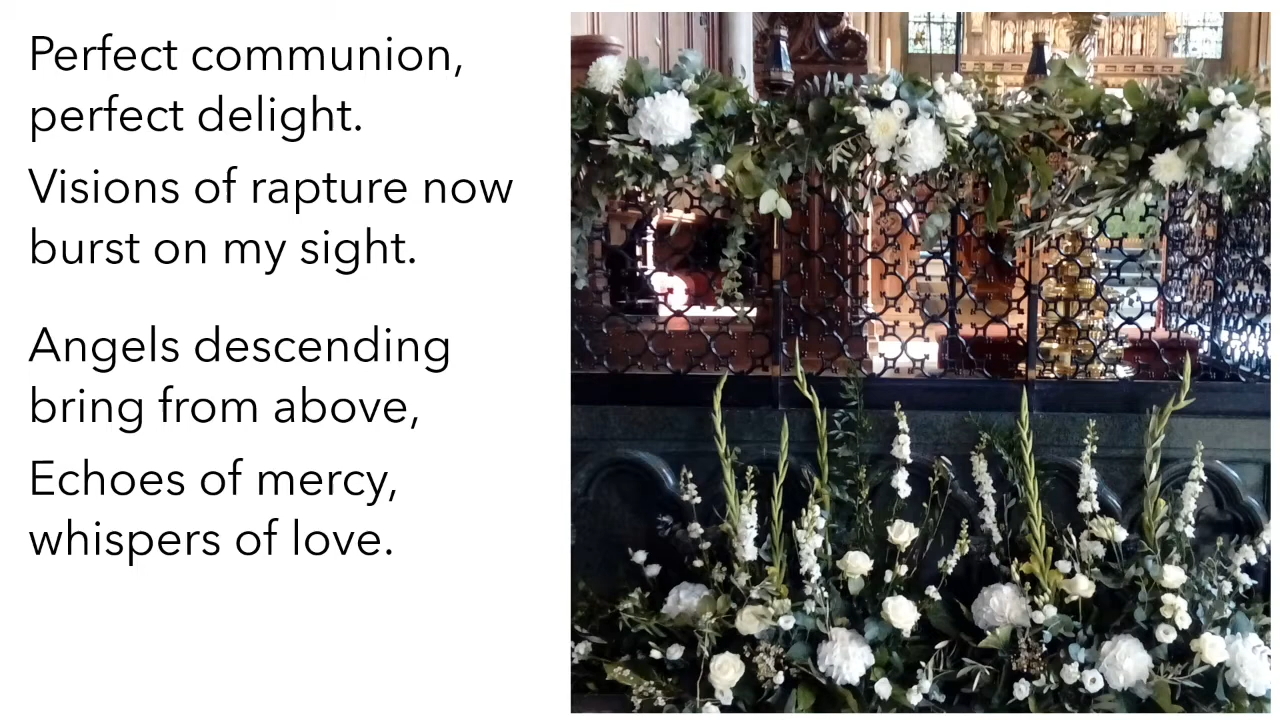 Perfect communion,
perfect delight.
Visions of rapture now
burst on my sight.
Angels descending
bring from above,
Echoes of mercy,
whispers of love.